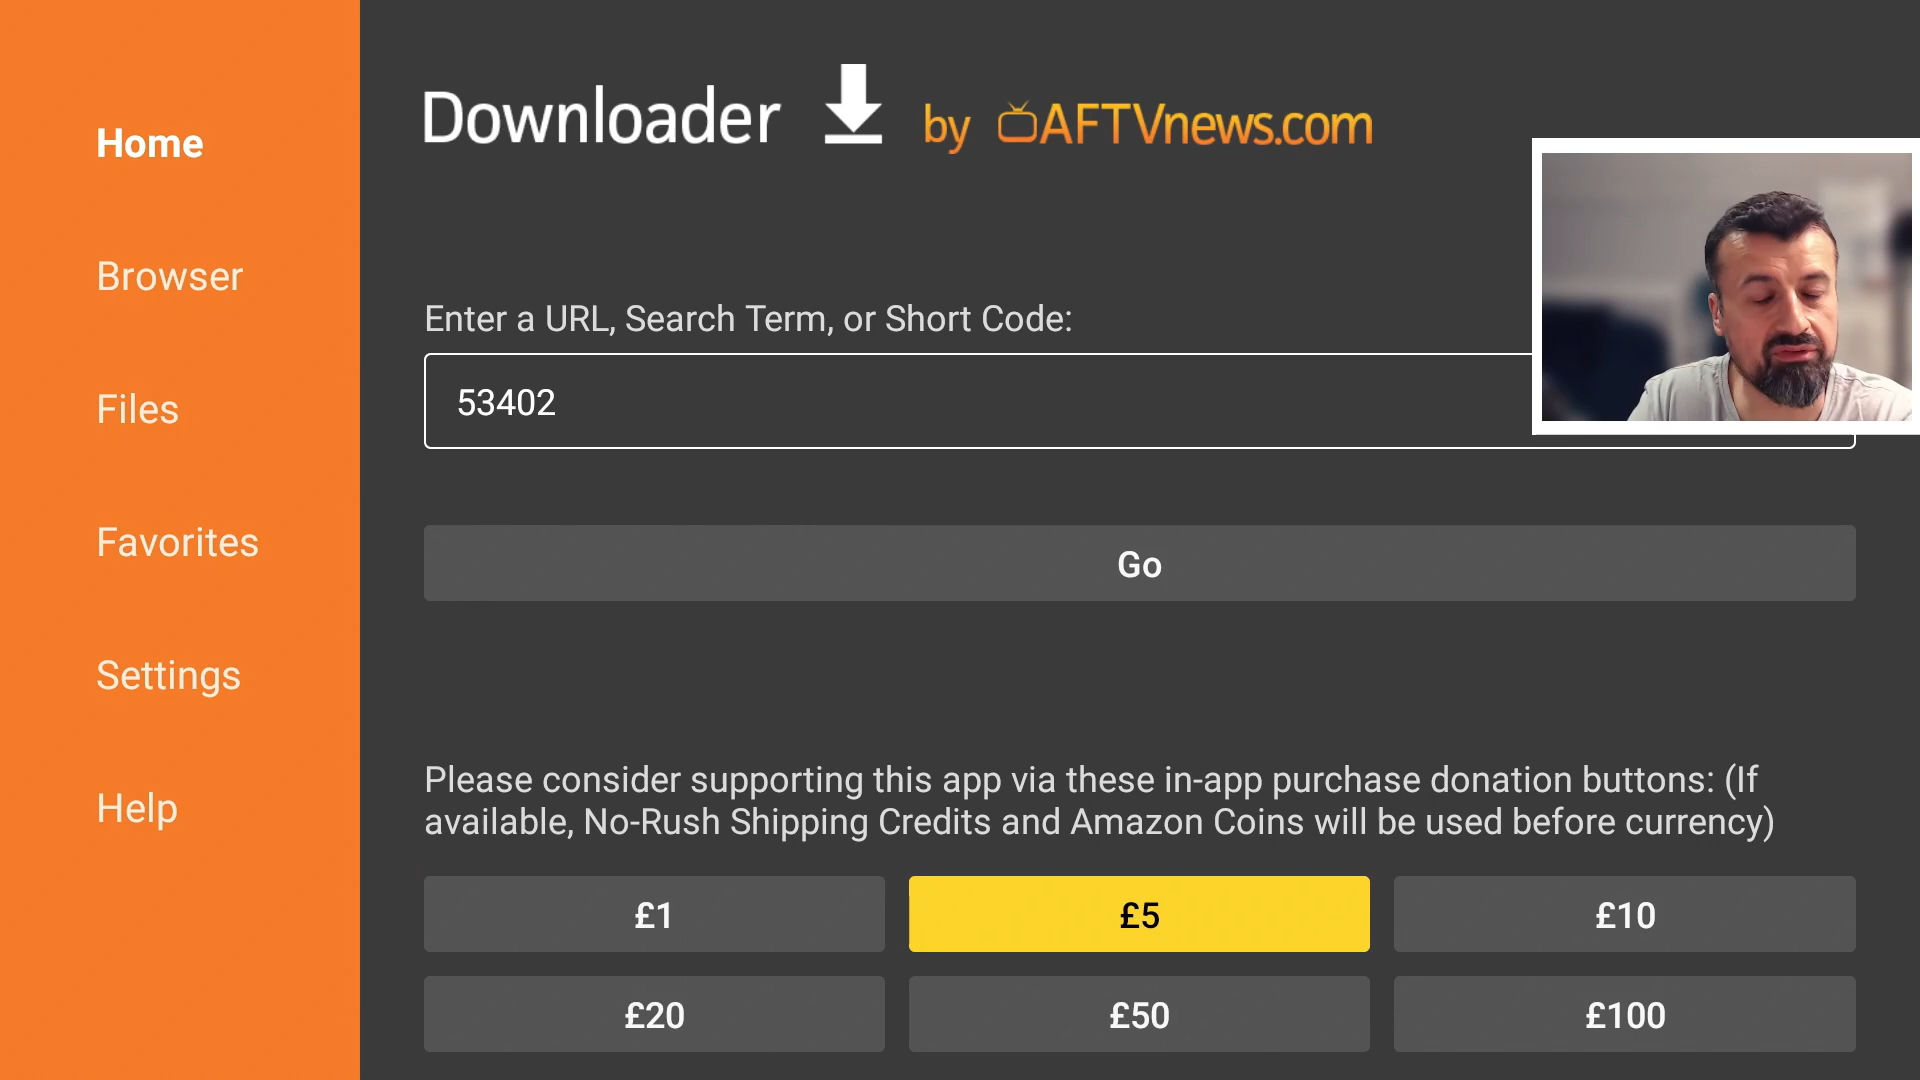 Home
Browser
Files
Favorites
Settings
Help
Downloader by AFTVnews.com
Enter a URL, Search Term, or Short Code:
53402
Go
Please consider supporting this app via these in-app purchase donation buttons: (If
available, No-Rush Shipping Credits and Amazon Coins will be used before currency)
£1 £5 £10
£20 £50 £100